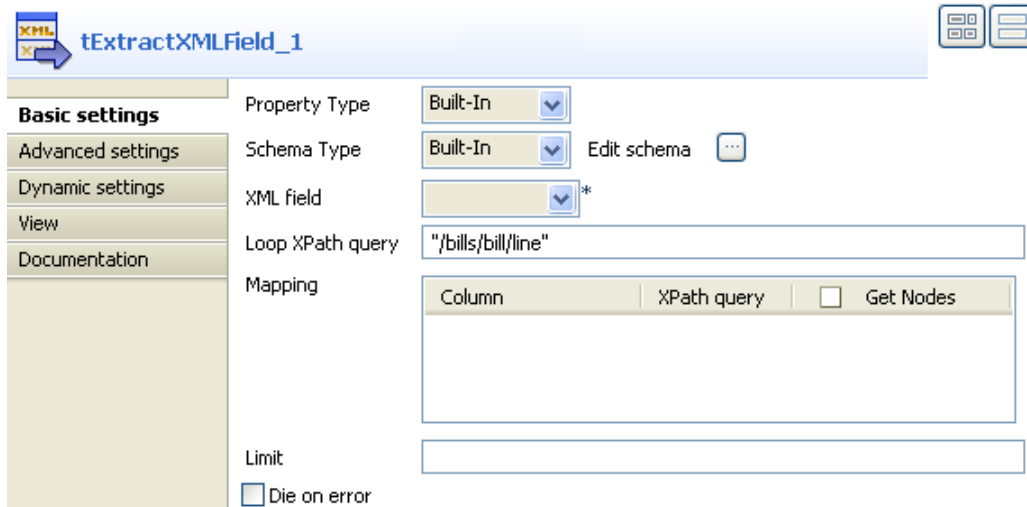 XML
tExtractXMLField_1
Basic settings
Advanced settings
Dynamic settings
View
Documentation
Property Type Built-In
Schema Type Built-In Edit schema ...
XML field *
Loop XPath query "/bills/bill/line"
Mapping
Column XPath query Get Nodes
Limit
Die on error